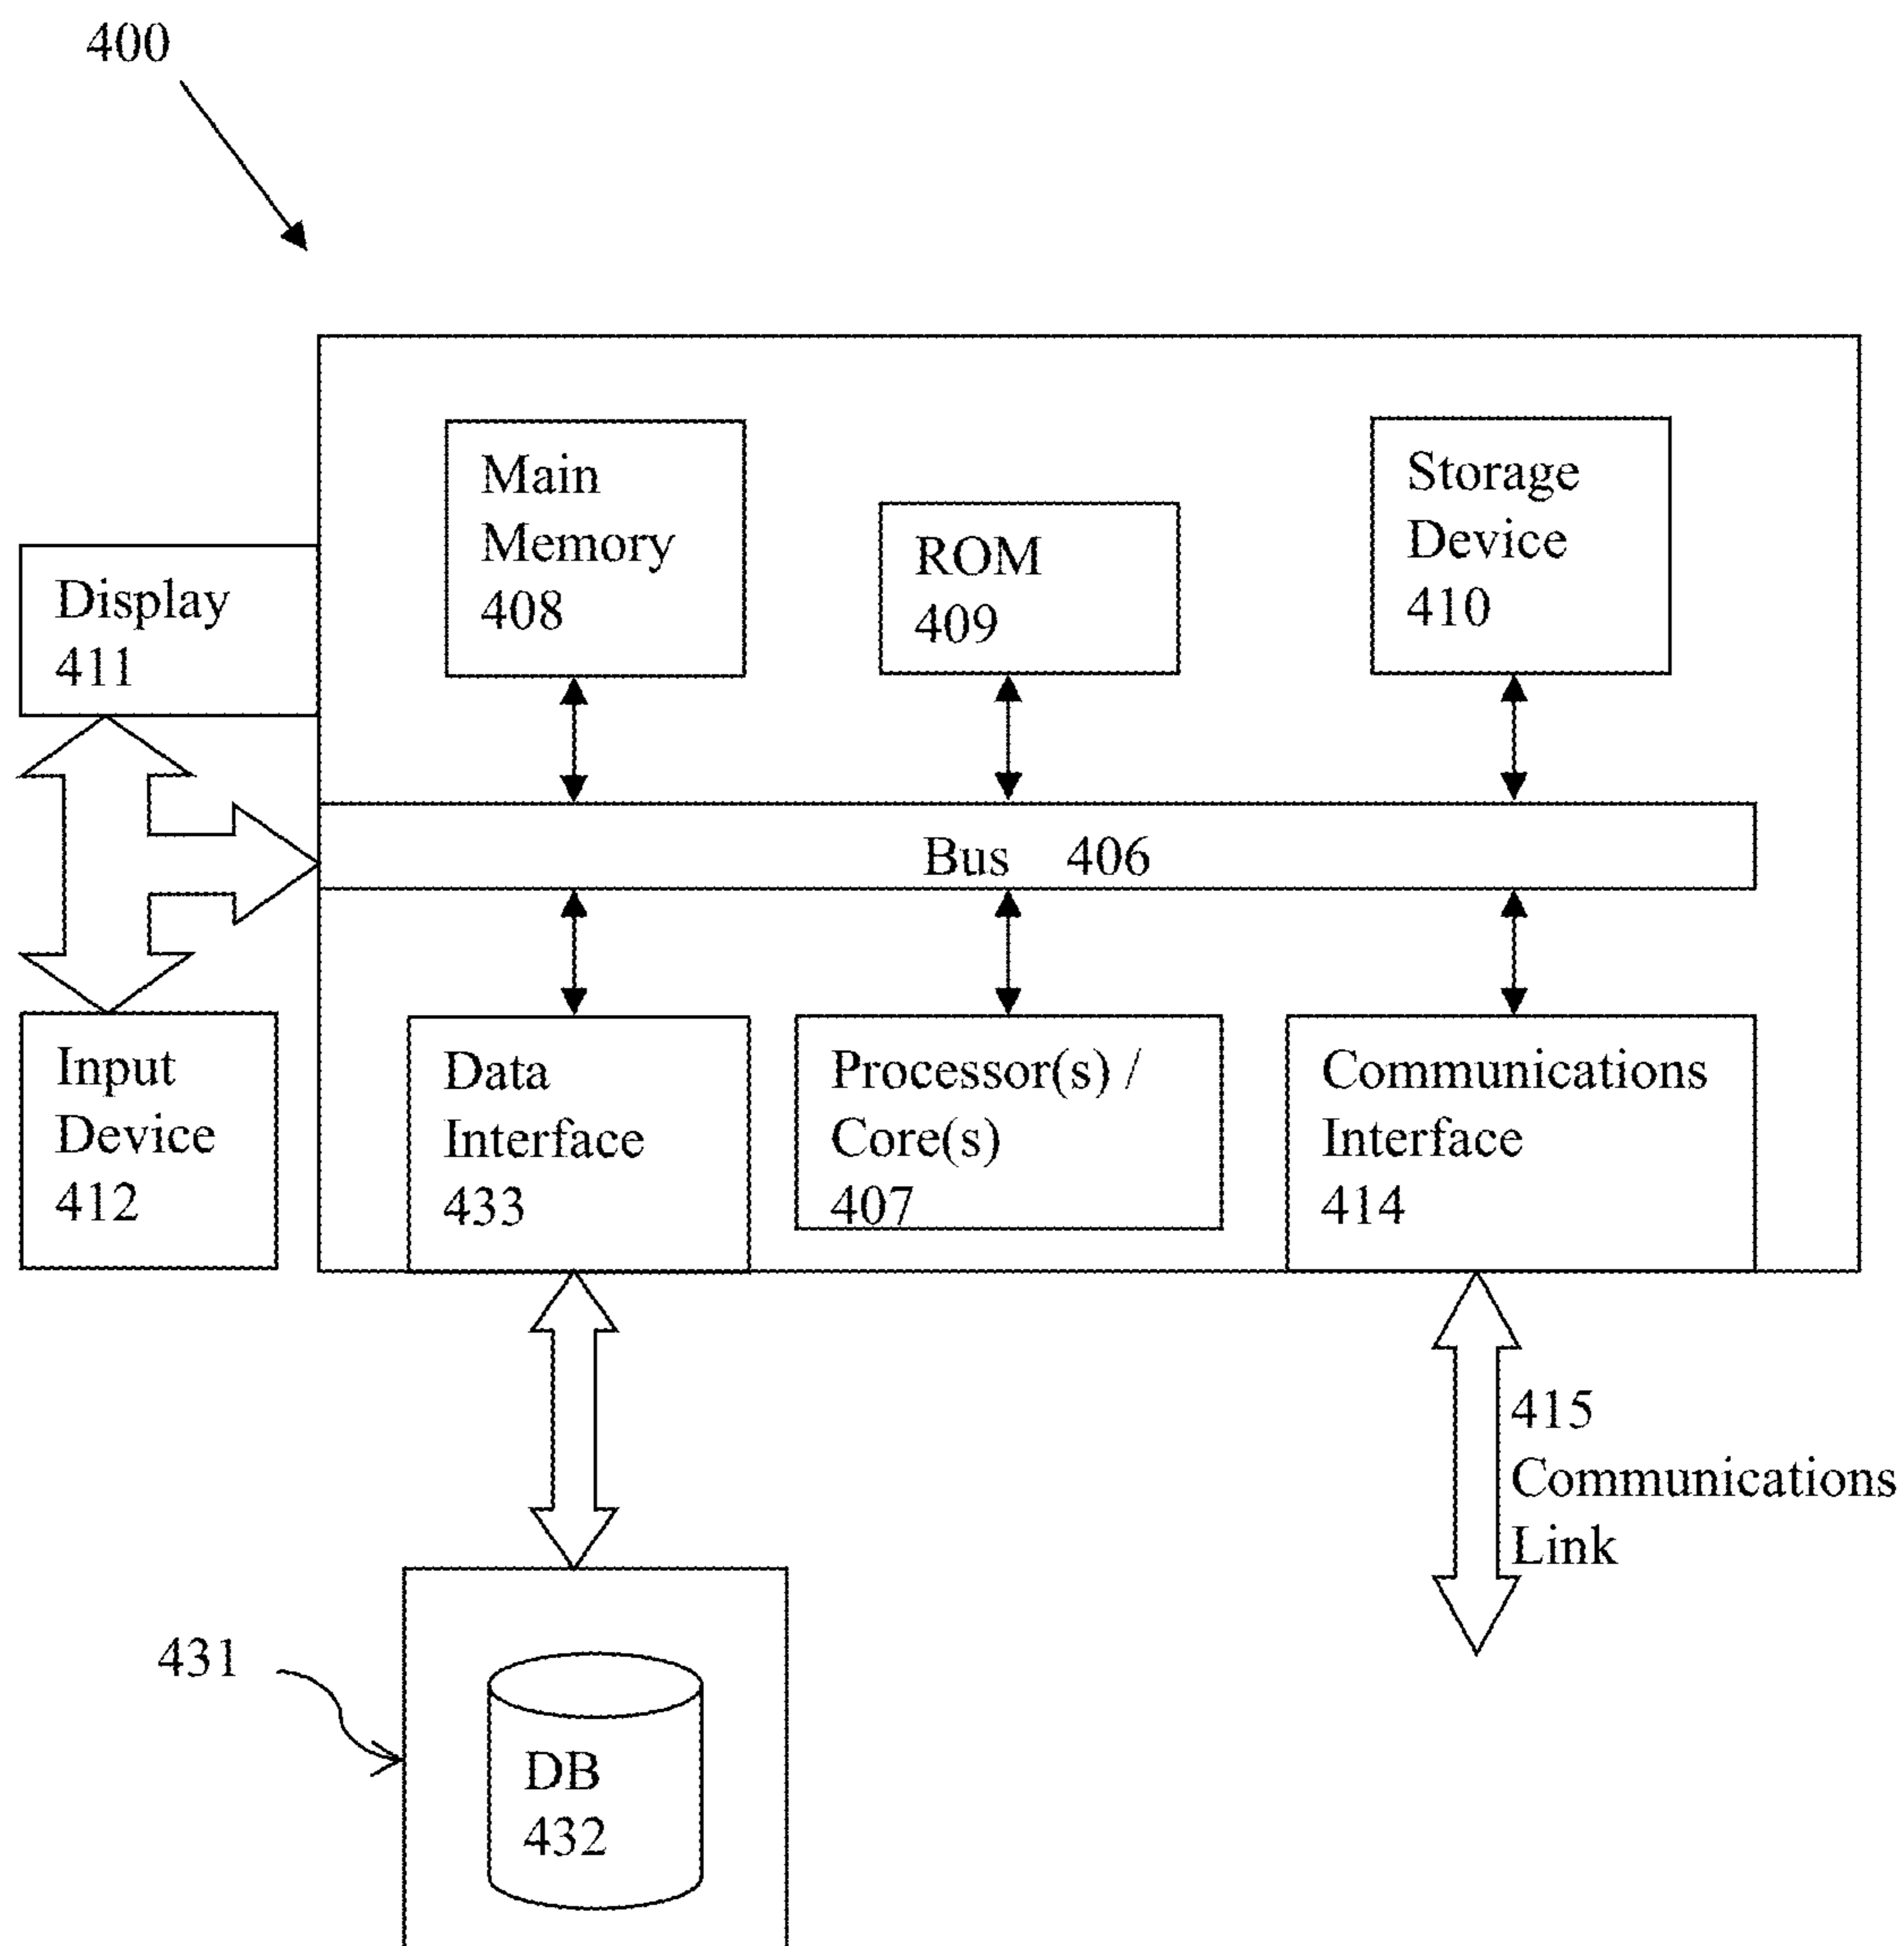 400
Main
Memory
408
ROM
409
Storage
Device
410
Display
411
Bus 406
Input
Device
412
Data
Interface
433
Processor(s) /
Core(s)
407
Communications
Interface
414
415
Communications
Link
431
DB
432